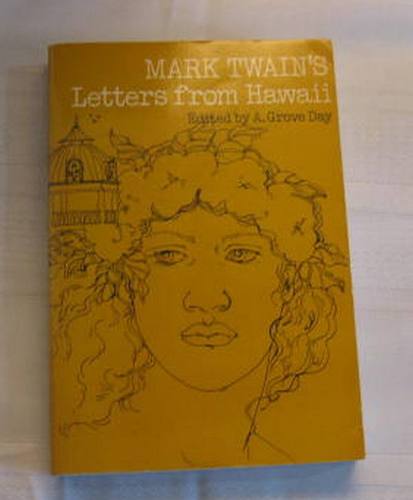 MARK TWAIN'S
Letters from Hawaii
Edited by A. Grove Day